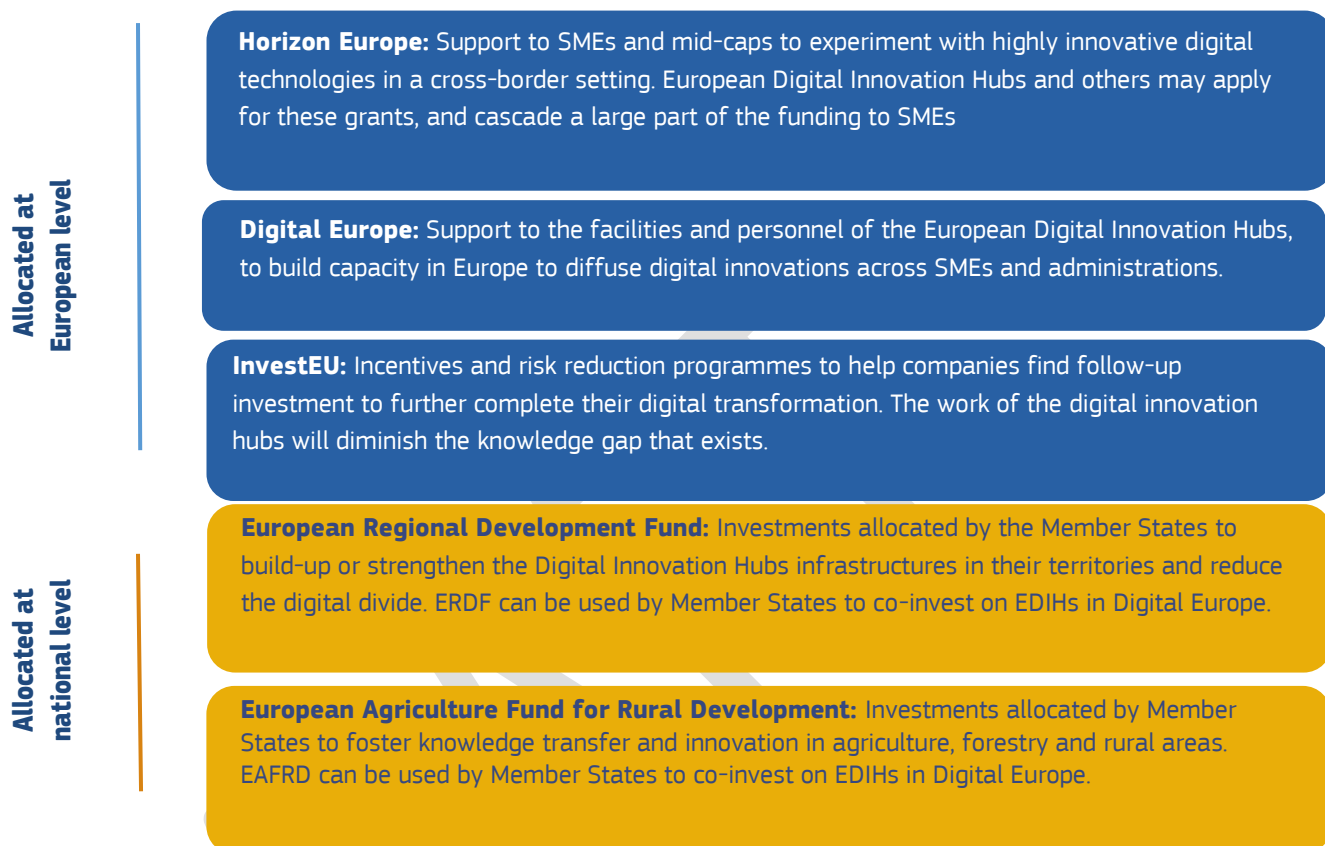 Allocated at
European level
Horizon Europe: Support to SMEs and mid-caps to experiment with highly innovative digital
technologies in a cross-border setting. European Digital Innovation Hubs and others may apply
for these grants, and cascade a large part of the funding to SMEs
Digital Europe: Support to the facilities and personnel of the European Digital Innovation Hubs,
to build capacity in Europe to diffuse digital innovations across SMEs and administrations.
InvestEU: Incentives and risk reduction programmes to help companies find follow-up
investment to further complete their digital transformation. The work of the digital innovation
hubs will diminish the knowledge gap that exists.
Allocated at
national level
European Regional Development Fund: Investments allocated by the Member States to
build-up or strengthen the Digital Innovation Hubs infrastructures in their territories and reduce
the digital divide. ERDF can be used by Member States to co-invest on EDIHs in Digital Europe.
European Agriculture Fund for Rural Development: Investments allocated by Member
States to foster knowledge transfer and innovation in agriculture, forestry and rural areas.
EAFRD can be used by Member States to co-invest on EDIHs in Digital Europe.